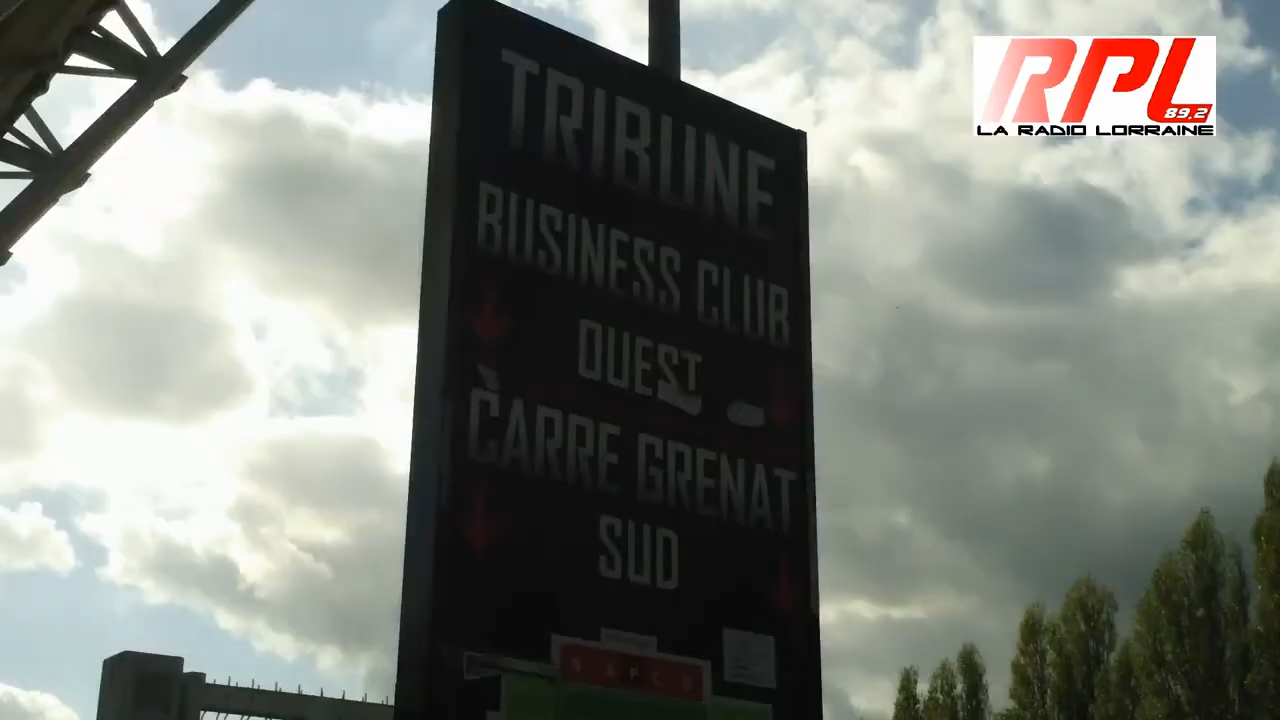 RPL
89,2
LA RADIO LORRAINE
TRIBUNE
BUSINESS CLUB
OUEST
CARRE GRENAT
SUD